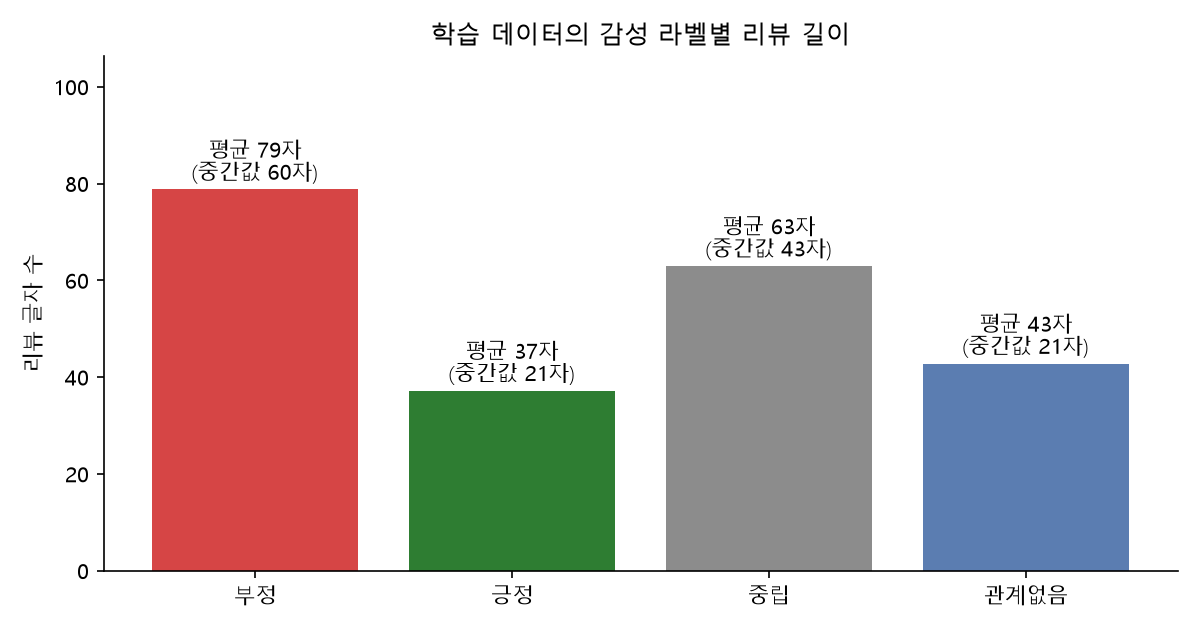 학습 데이터의 감성 라벨별 리뷰 길이
리뷰 글자 수
100
80
60
40
20
0
평균 79자
(중간값 60자)
평균 37자
(중간값 21자)
평균 63자
(중간값 43자)
평균 43자
(중간값 21자)
부정
긍정
중립
관계없음